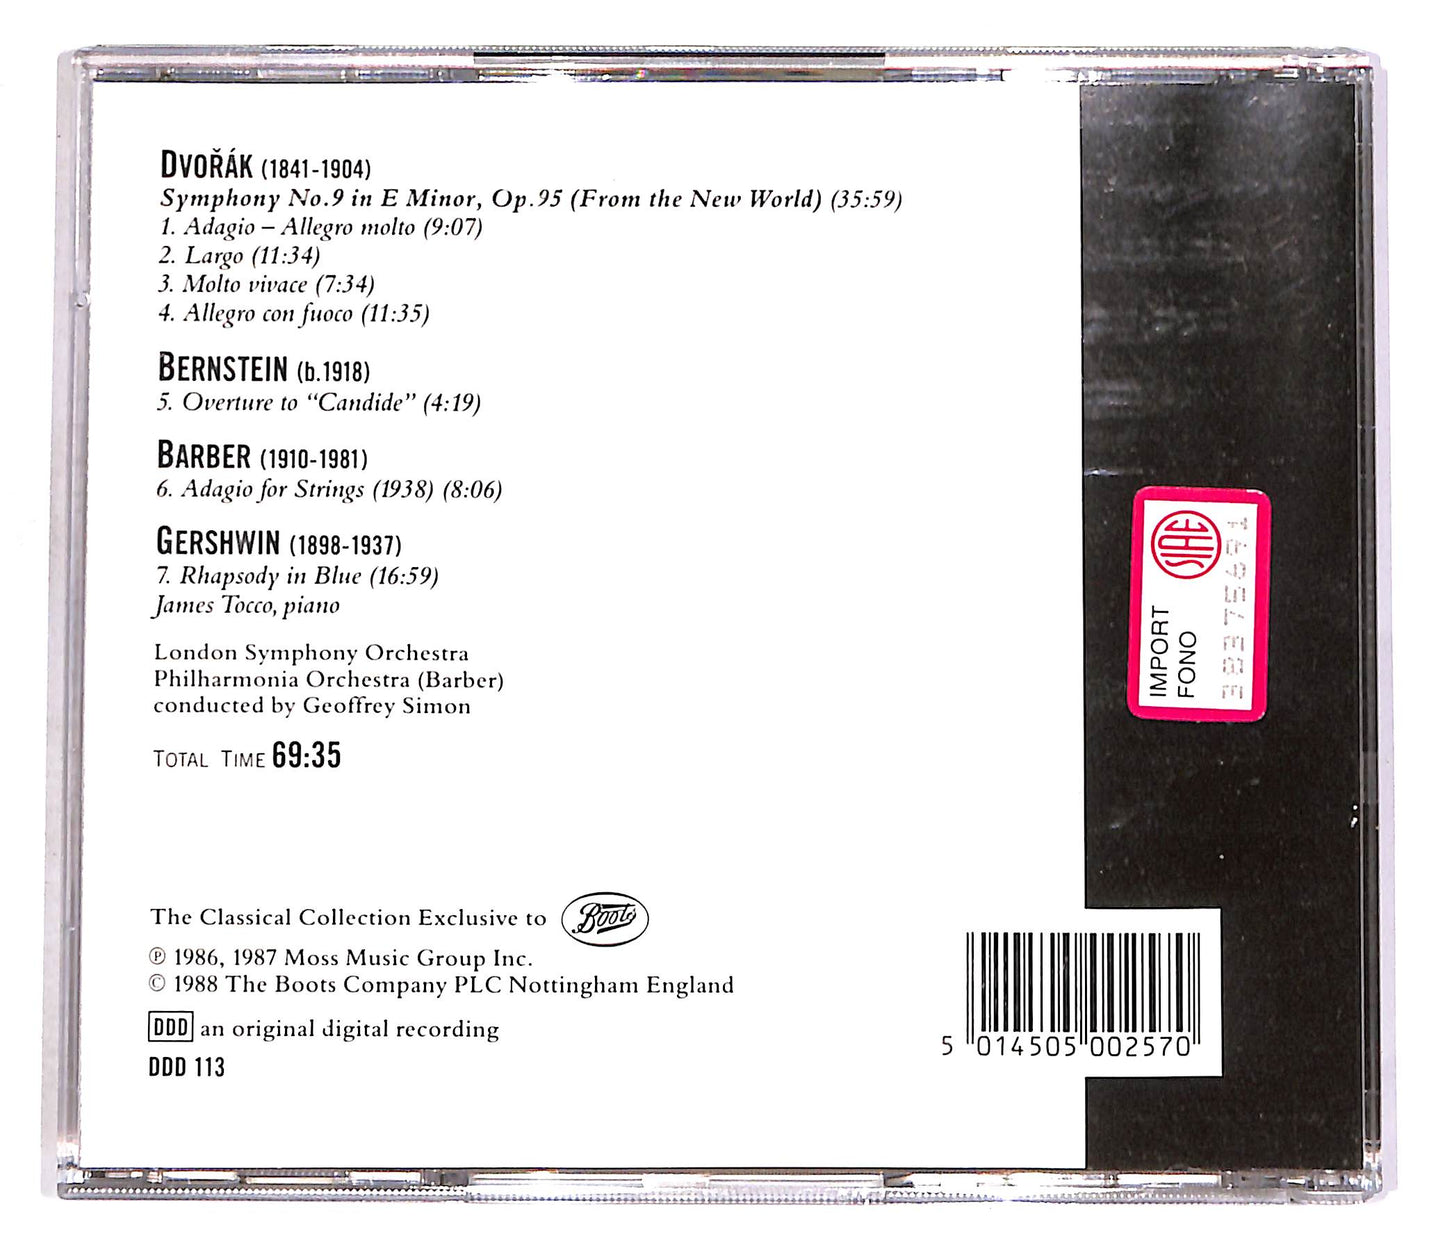 DVOŘÁK (1841-1904)
Symphony No.9 in E Minor, Op.95 (From the New World) (35:59)
1. Adagio – Allegro molto (9:07)
2. Largo (11:34)
3. Molto vivace (7:34)
4. Allegro con fuoco (11:35)
BERNSTEIN (b.1918)
5. Overture to “Candide” (4:19)
BARBER (1910-1981)
6. Adagio for Strings (1938) (8:06)
GERSHWIN (1898-1937)
7. Rhapsody in Blue (16:59)
James Tocco, piano
London Symphony Orchestra
Philharmonia Orchestra (Barber)
conducted by Geoffrey Simon
TOTAL TIME 69:35
The Classical Collection Exclusive to Boots
℗ 1986, 1987 Moss Music Group Inc.
© 1988 The Boots Company PLC Nottingham England
DDD an original digital recording
DDD 113
SIAE
IMPORT
FONO
38375691
5 014505 002570